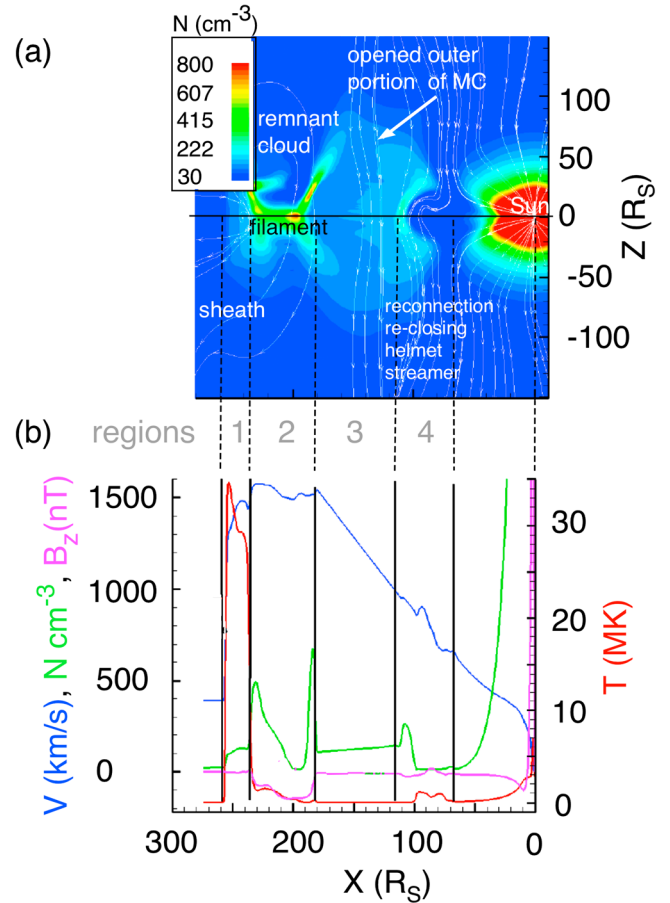 (a)
N (cm⁻³)
800
607
415
222
30
opened outer
portion of MC
remnant
cloud
filament
Sun
sheath
reconnection
re-closing
helmet
streamer
100
50
0
-50
-100
Z (R_S)
(b)
regions 1 2 3 4
1500
1000
500
0
V (km/s), N cm⁻³, B_z(nT)
30
20
10
0
T (MK)
300 200 100 0
X (R_S)